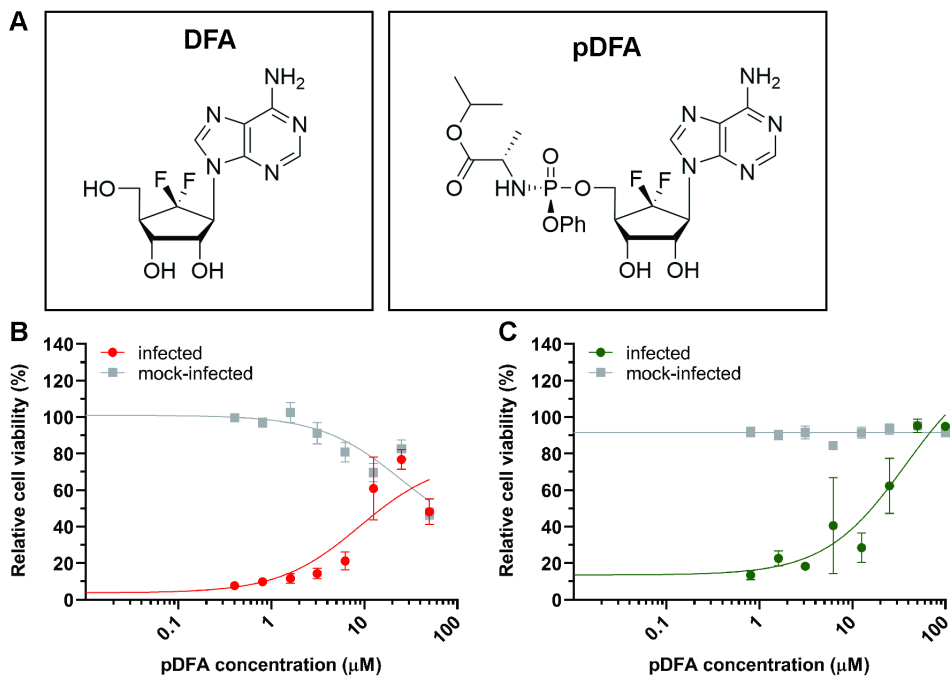 A
DFA
NH₂
N
N
N
N
F
F
HO
OH
OH
pDFA
NH₂
O
O
O
N
N
N
N
F
F
HN
P
O
OPh
OH
OH
B
infected
mock-infected
Relative cell viability (%)
140
120
100
80
60
40
20
0
0.1
1
10
100
pDFA concentration (μM)
C
infected
mock-infected
Relative cell viability (%)
140
120
100
80
60
40
20
0
0.1
1
10
100
pDFA concentration (μM)